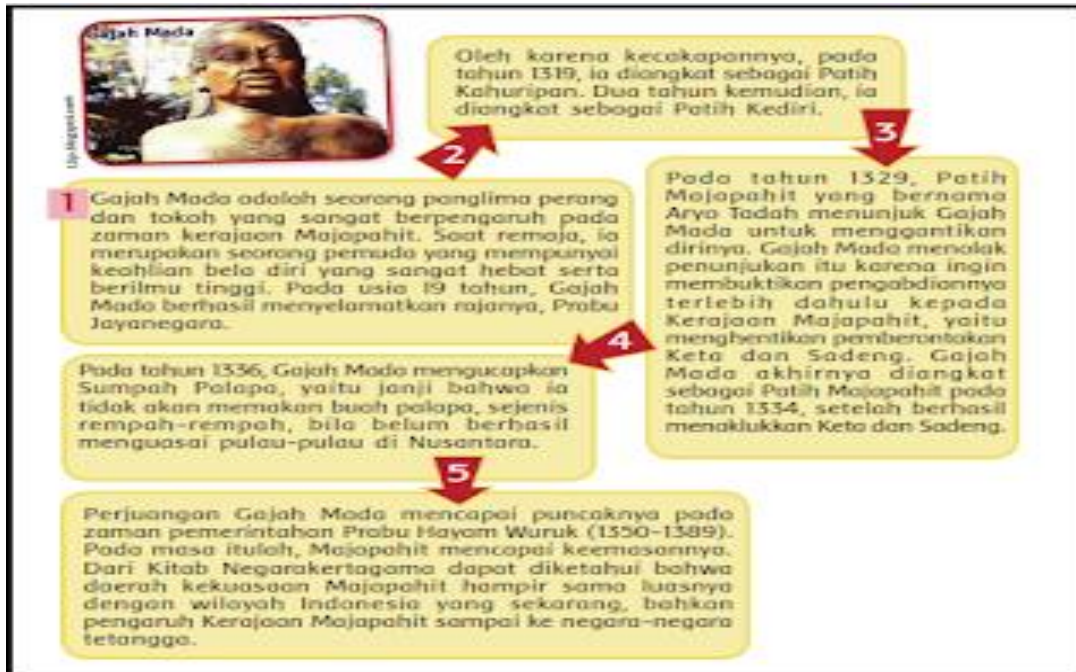 Gajah Mada
1
Gajah Mada adalah seorang panglima perang
dan tokoh yang sangat berpengaruh pada
zaman kerajaan Majapahit. Saat remaja, ia
merupakan seorang pemuda yang mempunyai
keahlian bela diri yang sangat hebat serta
berilmu tinggi. Pada usia 19 tahun, Gajah
Mada berhasil menyelamatkan rajanya, Prabu
Jayanegara.
2
Oleh karena kecakapannya, pada
tahun 1319, ia diangkat sebagai Patih
Kahuripan. Dua tahun kemudian, ia
diangkat sebagai Patih Kediri.
3
Pada tahun 1329, Patih
Majapahit yang bernama
Aryo Tadah menunjuk Gajah
Mada untuk menggantikan
dirinya. Gajah Mada menolak
penunjukan itu karena ingin
membuktikan pengabdiannya
terlebih dahulu kepada
Kerajaan Majapahit, yaitu
menghentikan pemberontakan
Keta dan Sadeng. Gajah
Mada akhirnya diangkat
sebagai Patih Majapahit pada
tahun 1334, setelah berhasil
menaklukkan Keta dan Sadeng.
4
Pada tahun 1336, Gajah Mada mengucapkan
Sumpah Palapa, yaitu janji bahwa ia
tidak akan memakan buah palapa, sejenis
rempah-rempah, bila belum berhasil
menguasai pulau-pulau di Nusantara.
5
Perjuangan Gajah Mada mencapai puncaknya pada
zaman pemerintahan Prabu Hayam Wuruk (1350-1389).
Pada masa itulah, Majapahit mencapai keemasannya.
Dari Kitab Negarakertagama dapat diketahui bahwa
daerah kekuasaan Majapahit hampir sama luasnya
dengan wilayah Indonesia yang sekarang, bahkan
pengaruh Kerajaan Majapahit sampai ke negara-negara
tetangga.